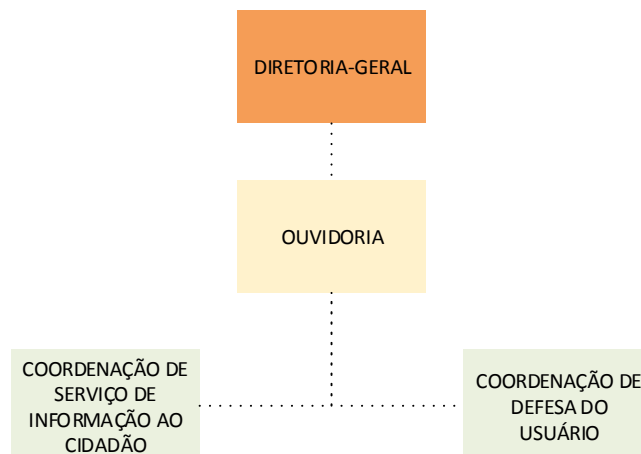 DIRETORIA-GERAL
OUVIDORIA
COORDENAÇÃO DE
SERVIÇO DE
INFORMAÇÃO AO
CIDADÃO
COORDENAÇÃO DE
DEFESA DO
USUÁRIO